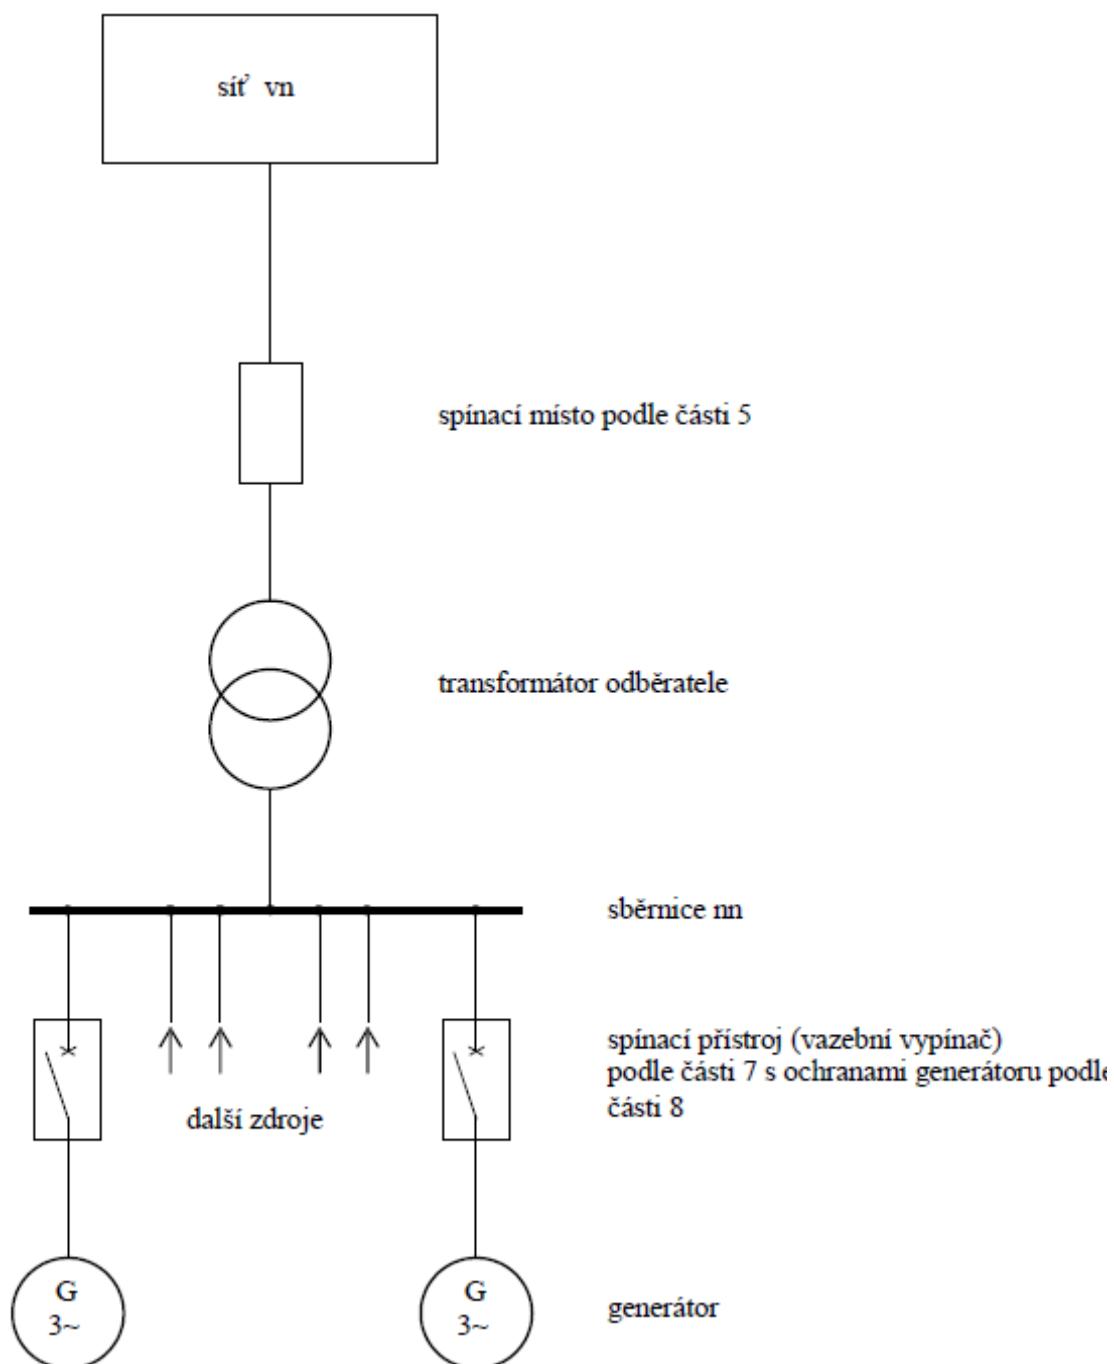 síť vn
spínací místo podle části 5
transformátor odběratele
sběrnice nn
spínací přístroj (vazební vypínač)
podle části 7 s ochranami generátoru podle
části 8
další zdroje
G
3~
G
3~
generátor